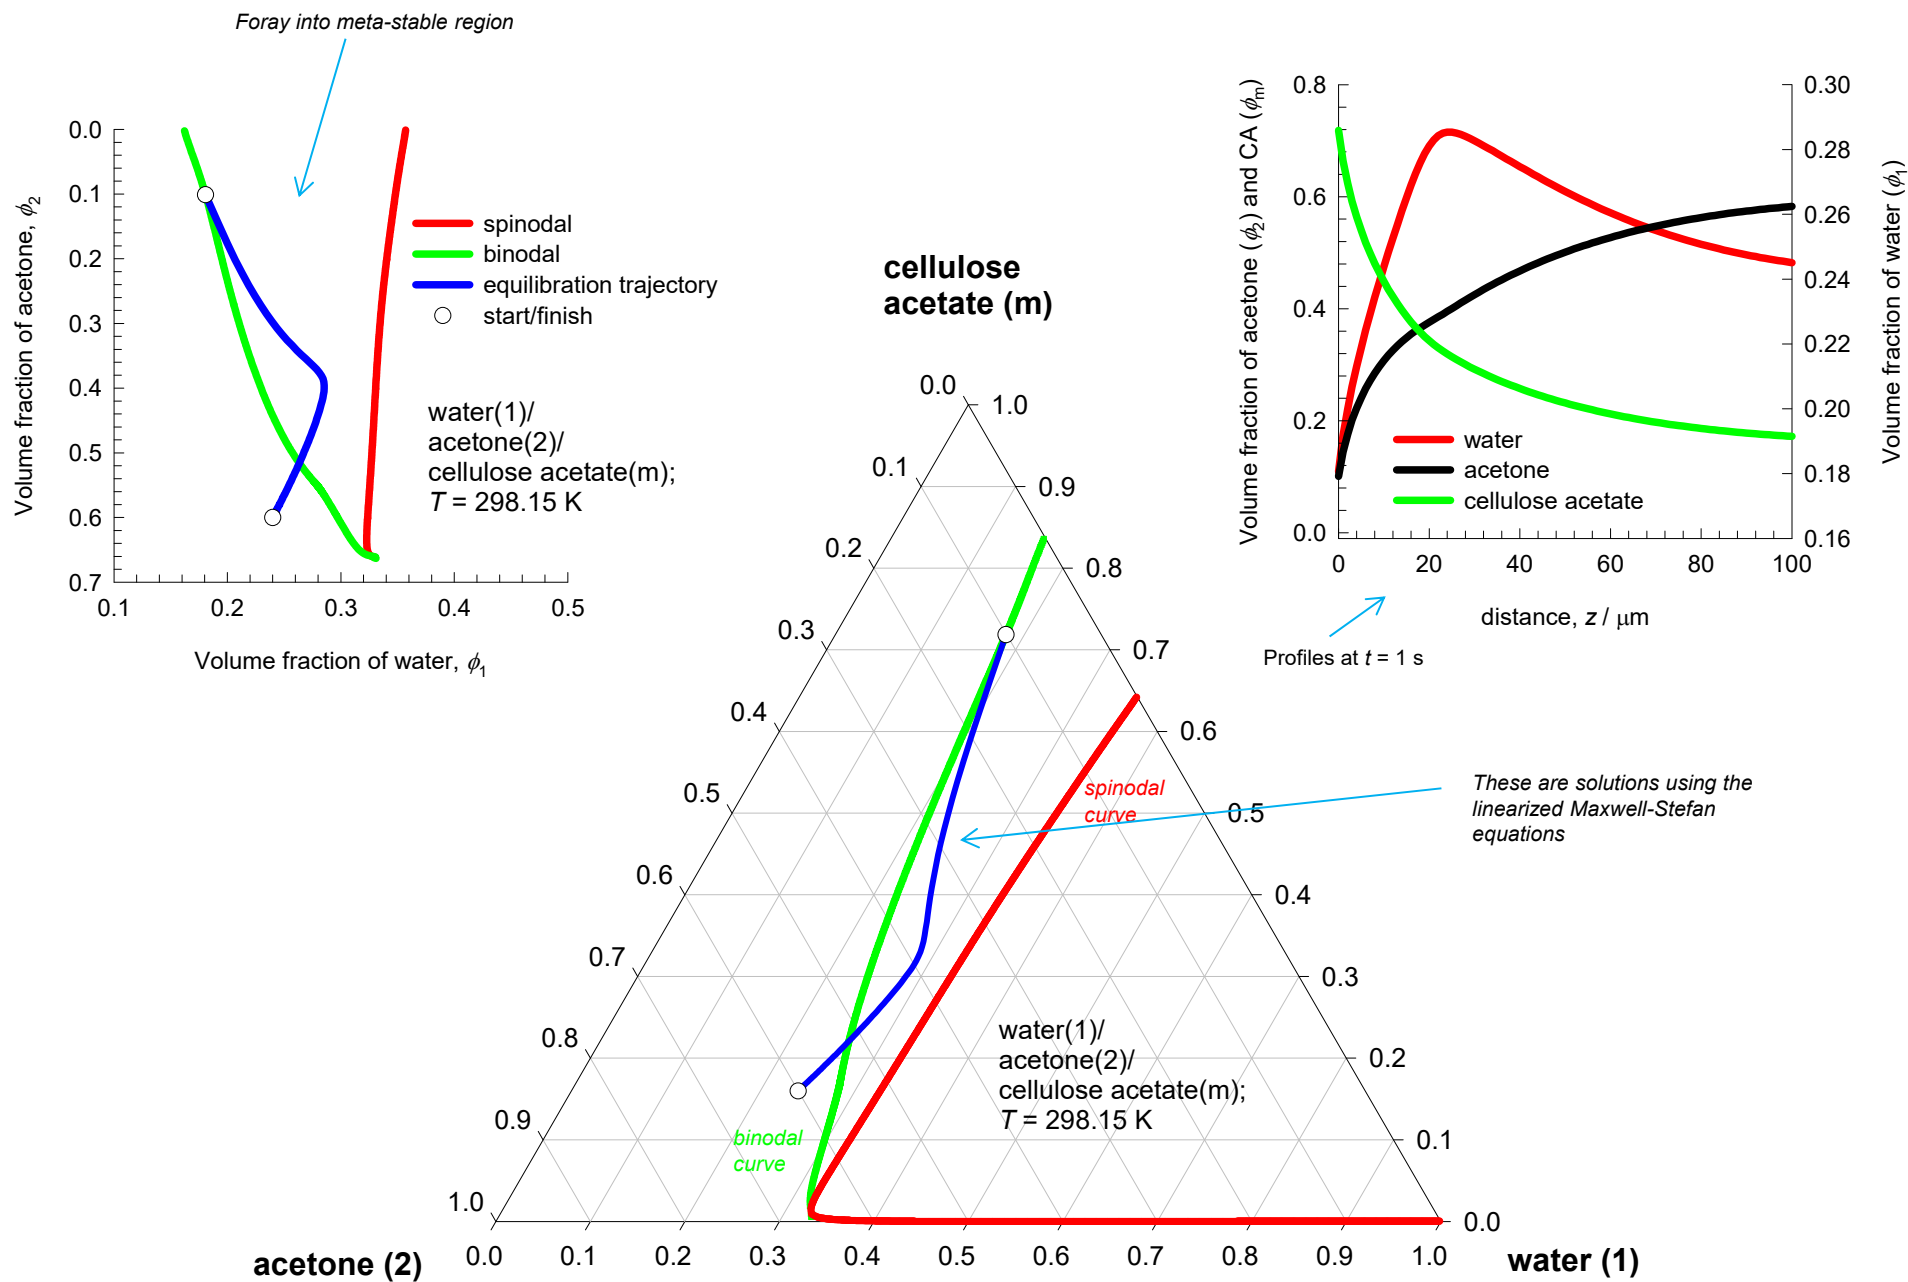 Foray into meta-stable region
0.0
0.1
0.2
0.3
0.4
0.5
0.6
0.7
Volume fraction of acetone, ϕ2
0.1
0.2
0.3
0.4
0.5
Volume fraction of water, ϕ1
spinodal
binodal
equilibration trajectory
start/finish
water(1)/
acetone(2)/
cellulose acetate(m);
T = 298.15 K
0.8
0.6
0.4
0.2
0.0
Volume fraction of acetone (ϕ2) and CA (ϕm)
0.30
0.28
0.26
0.24
0.22
0.20
0.18
0.16
Volume fraction of water (ϕ1)
water
acetone
cellulose acetate
0
20
40
60
80
100
distance, z / μm
Profiles at t = 1 s
cellulose
acetate (m)
0.0
0.1
0.2
0.3
0.4
0.5
0.6
0.7
0.8
0.9
1.0
1.0
0.9
0.8
0.7
0.6
0.5
0.4
0.3
0.2
0.1
0.0
spinodal
curve
These are solutions using the
linearized Maxwell-Stefan
equations
water(1)/
acetone(2)/
cellulose acetate(m);
T = 298.15 K
binodal
curve
0.0
0.1
0.2
0.3
0.4
0.5
0.6
0.7
0.8
0.9
1.0
acetone (2)
water (1)